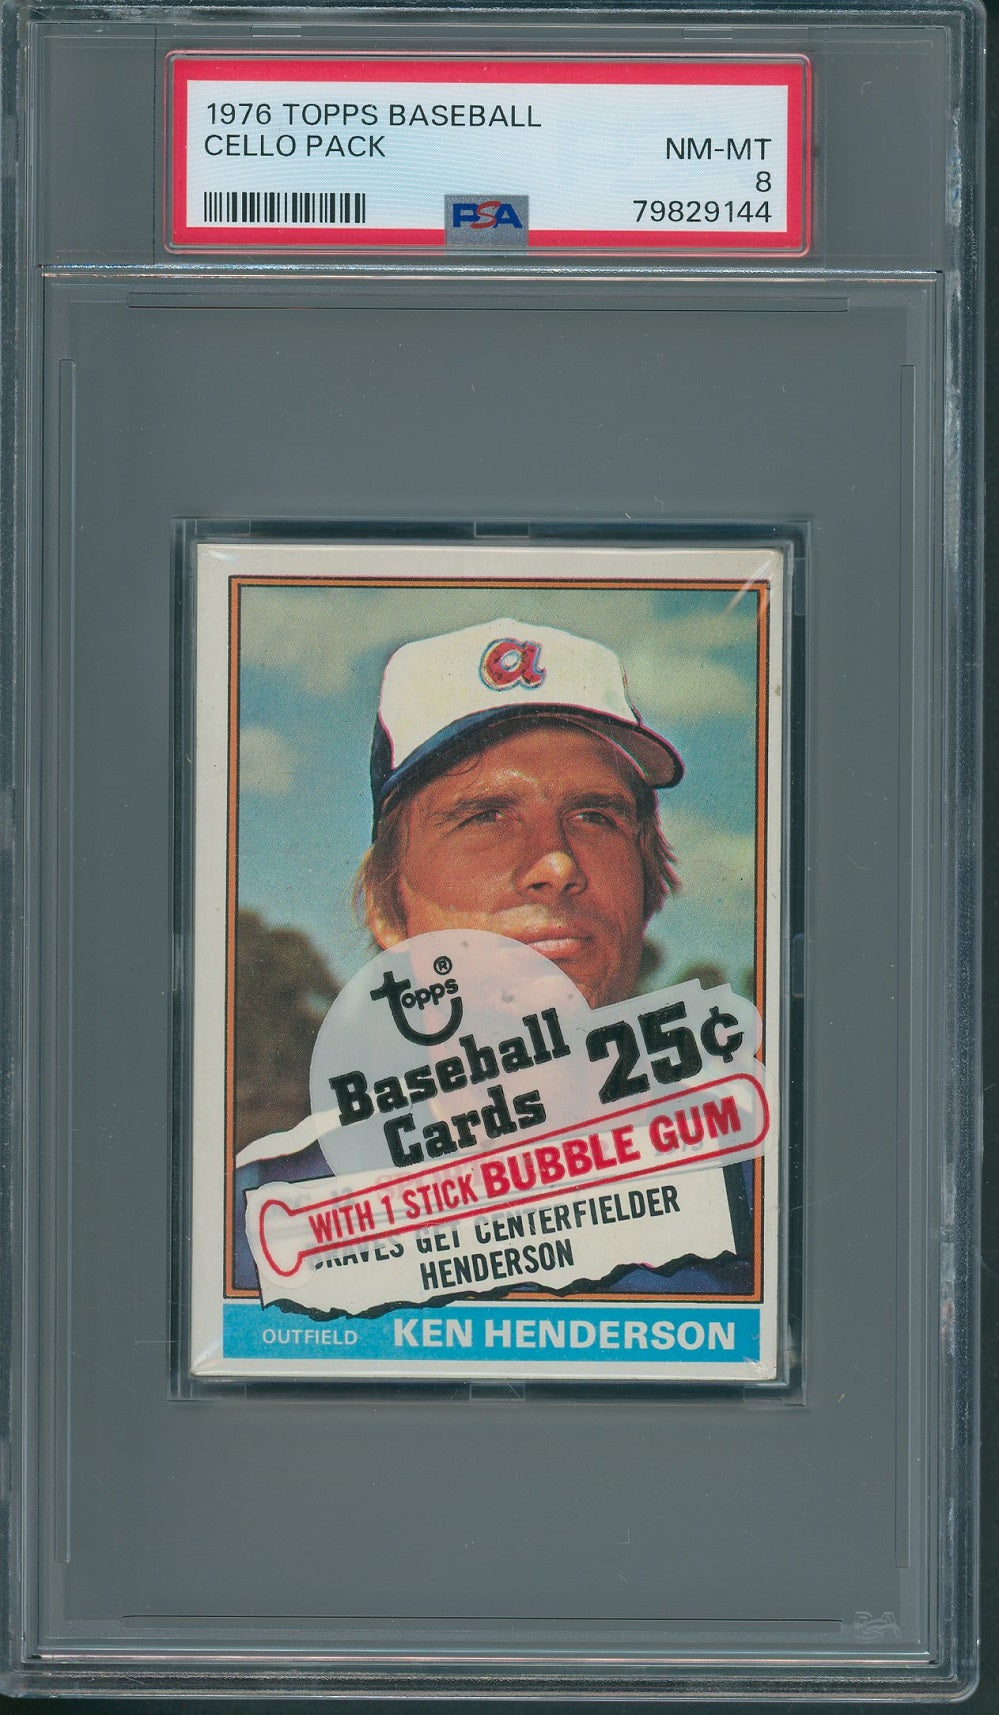 1976 TOPPS BASEBALL
CELLO PACK
NM-MT
8
PSA
79829144
a
topps®
Baseball
Cards
25¢
WITH 1 STICK BUBBLE GUM
BRAVES GET CENTERFIELDER
HENDERSON
OUTFIELD KEN HENDERSON
PSA